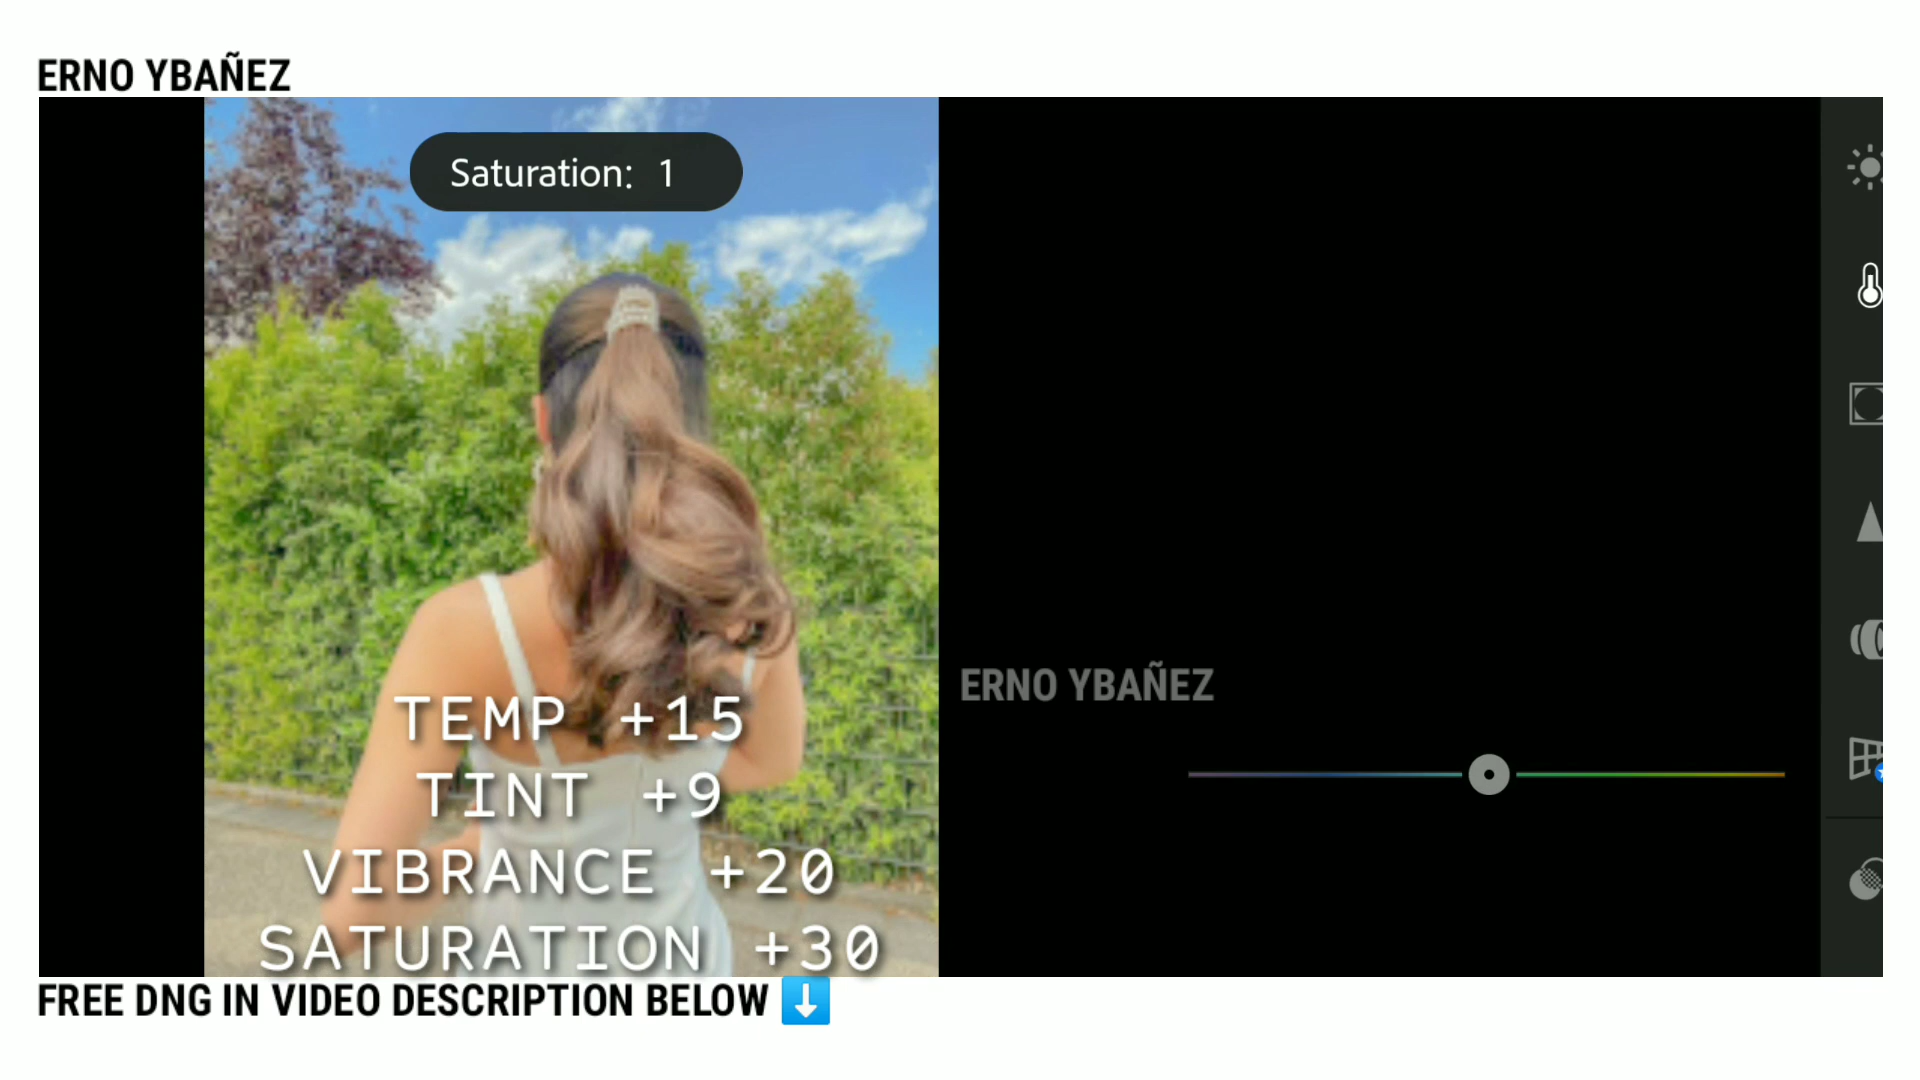 ERNO YBAÑEZ
Saturation: 1
TEMP +15
TINT +9
VIBRANCE +20
SATURATION +30
ERNO YBAÑEZ
FREE DNG IN VIDEO DESCRIPTION BELOW ⬇️